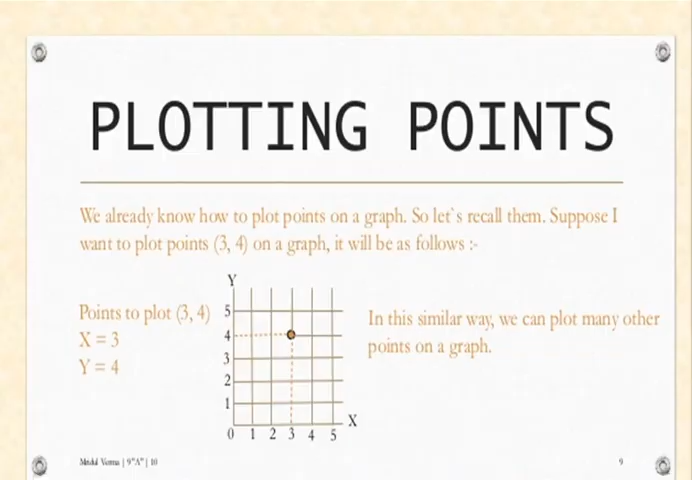 PLOTTING POINTS
We already know how to plot points on a graph. So let`s recall them. Suppose I
want to plot points (3, 4) on a graph, it will be as follows :-
Points to plot (3, 4)
X = 3
Y = 4
Y
5
4
3
2
1
0 1 2 3 4 5
X
In this similar way, we can plot many other
points on a graph.
| 9"A" | 10
9